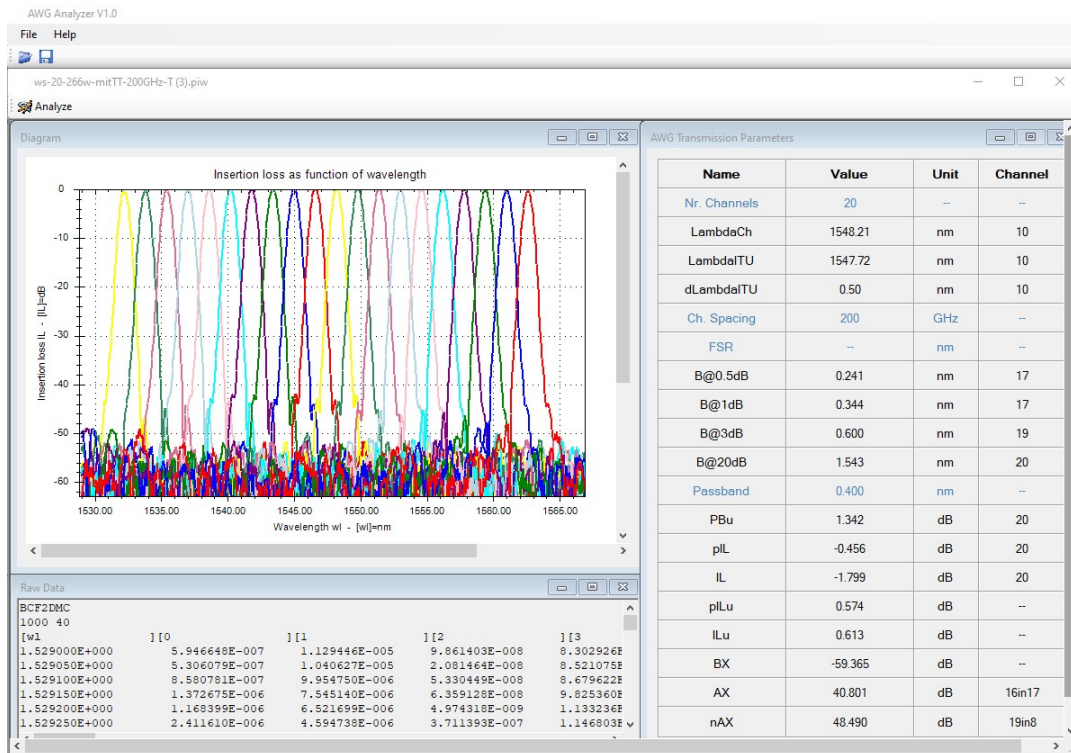 AWG Analyzer V1.0
File Help
ws-20-266w-mitTT-200GHz-T (3).piw
Analyze
Diagram
Insertion loss as function of wavelength
Insertion loss IL - [IL]=dB
0
-10
-20
-30
-40
-50
-60
1530.00 1535.00 1540.00 1545.00 1550.00 1555.00 1560.00 1565.00
Wavelength wl - [wl]=nm
Raw Data
BCF2DMC
1000 40
[wl ][0 ][1 ][2 ][3
1.529000E+000 5.946648E-007 1.129446E-005 9.861403E-008 8.302926E
1.529050E+000 5.306079E-007 1.040627E-005 2.081464E-008 8.521075E
1.529100E+000 8.580781E-007 9.954750E-006 5.330449E-008 8.679622E
1.529150E+000 1.372675E-006 7.545140E-006 6.359128E-008 9.825360E
1.529200E+000 1.168399E-006 6.521699E-006 4.974318E-009 1.133236E
1.529250E+000 2.411610E-006 4.594738E-006 3.711393E-007 1.146803E
AWG Transmission Parameters
Name Value Unit Channel
Nr. Channels 20 -- --
LambdaCh 1548.21 nm 10
LambdaITU 1547.72 nm 10
dLambdaITU 0.50 nm 10
Ch. Spacing 200 GHz --
FSR -- nm --
B@0.5dB 0.241 nm 17
B@1dB 0.344 nm 17
B@3dB 0.600 nm 19
B@20dB 1.543 nm 20
Passband 0.400 nm --
PBu 1.342 dB 20
pIL -0.456 dB 20
IL -1.799 dB 20
pILu 0.574 dB --
ILu 0.613 dB --
BX -59.365 dB --
AX 40.801 dB 16in17
nAX 48.490 dB 19in8